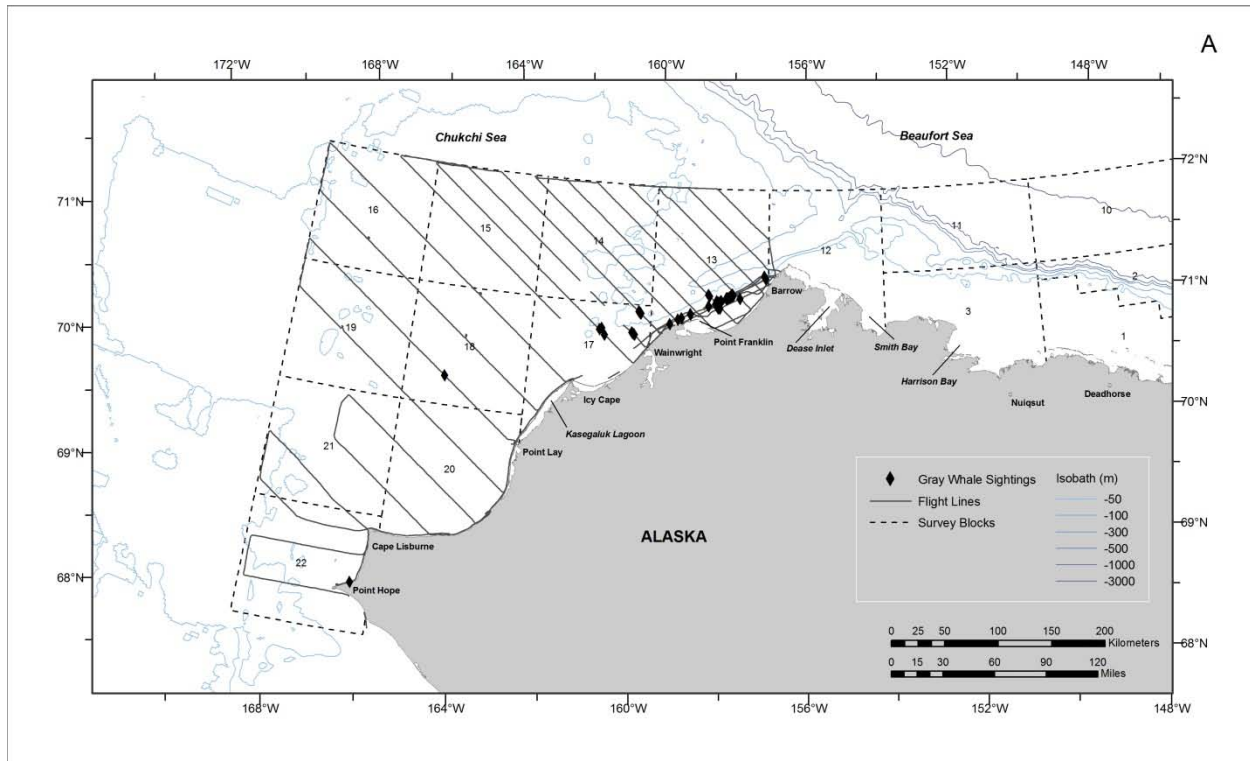 A
172°W 168°W 164°W 160°W 156°W 152°W 148°W
Chukchi Sea
Beaufort Sea
72°N
71°N
16
15
14
13
12
11
10
2
71°N
Barrow
70°N
19
18
17
3
1
Point Franklin
Wainwright
Dease Inlet
Smith Bay
Harrison Bay
Icy Cape
Nuiqsut
Deadhorse
70°N
Kasegaluk Lagoon
69°N
21
20
Point Lay
Gray Whale Sightings
Flight Lines
Survey Blocks
Isobath (m)
-50
-100
-300
-500
-1000
-3000
69°N
ALASKA
Cape Lisburne
22
68°N
Point Hope
0 25 50 100 150 200
Kilometers
68°N
0 15 30 60 90 120
Miles
168°W 164°W 160°W 156°W 152°W 148°W